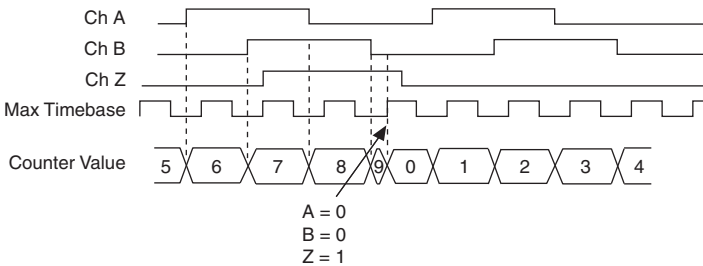 Ch A
Ch B
Ch Z
Max Timebase
Counter Value 5 6 7 8 9 0 1 2 3 4
A = 0
B = 0
Z = 1